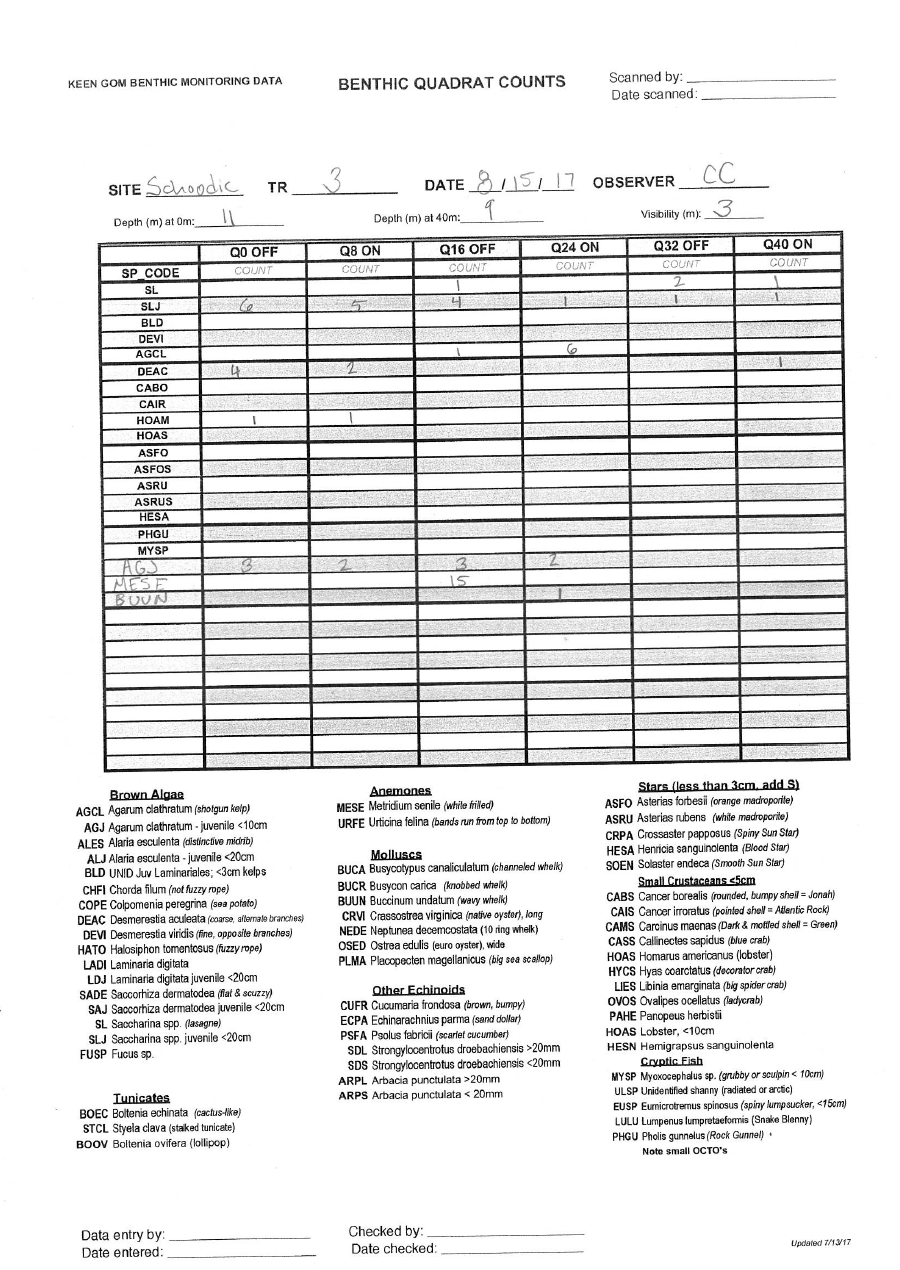 KEEN GOM BENTHIC MONITORING DATA BENTHIC QUADRAT COUNTS Scanned by:
Date scanned:
SITE Schoodic TR 3 DATE 8/15/17 OBSERVER CC
Depth (m) at 0m: 11 Depth (m) at 40m: 9 Visibility (m): 3
Q0 OFF Q8 ON Q16 OFF Q24 ON Q32 OFF Q40 ON
SP_CODE COUNT COUNT COUNT COUNT COUNT COUNT
SL 1 2 1
SLJ 6 5 4 1 1 1
BLD
DEVI
AGCL 1 6
DEAC 4 2 1
CABO
CAIR
HOAM 1 1
HOAS
ASFO
ASFOS
ASRU
ASRUS
HESA
PHGU
MYSP
AGJ 3 2 3 2
MESE 15
BUUN 1
Brown Algae
AGCL Agarum clathratum (shotgun kelp)
AGJ Agarum clathratum - juvenile <10cm
ALES Alaria esculenta (distinctive midrib)
ALJ Alaria esculenta - juvenile <20cm
BLD UNID Juv Laminariales; <3cm kelps
CHFI Chorda filum (not fuzzy rope)
COPE Colpomenia peregrina (sea potato)
DEAC Desmerestia aculeata (coarse, alternate branches)
DEVI Desmerestia viridis (fine, opposite branches)
HATO Halosiphon tomentosus (fuzzy rope)
LADI Laminaria digitata
LDJ Laminaria digitata juvenile <20cm
SADE Saccorhiza dermatodea (flat & scuzzy)
SAJ Saccorhiza dermatodea juvenile <20cm
SL Saccharina spp. (lasagne)
SLJ Saccharina spp. juvenile <20cm
FUSP Fucus sp.
Tunicates
BOEC Boltenia echinata (cactus-like)
STCL Styela clava (stalked tunicate)
BOOV Boltenia ovifera (lollipop)
Anemones
MESE Metridium senile (white frilled)
URFE Urticina felina (bands run from top to bottom)
Molluscs
BUCA Busycotypus canaliculatum (channeled whelk)
BUCR Busycon carica (knobbed whelk)
BUUN Buccinum undatum (wavy whelk)
CRVI Crassostrea virginica (native oyster), long
NEDE Neptunea decemcostata (10 ring whelk)
OSED Ostrea edulis (euro oyster), wide
PLMA Placopecten magellanicus (big sea scallop)
Other Echinoids
CUFR Cucumaria frondosa (brown, bumpy)
ECPA Echinarachnius parma (sand dollar)
PSFA Psolus fabricii (scarlet cucumber)
SDL Strongylocentrotus droebachiensis >20mm
SDS Strongylocentrotus droebachiensis <20mm
ARPL Arbacia punctulata >20mm
ARPS Arbacia punctulata < 20mm
Stars (less than 3cm, add S)
ASFO Asterias forbesii (orange madroporite)
ASRU Asterias rubens (white madroporite)
CRPA Crossaster papposus (Spiny Sun Star)
HESA Henricia sanguinolenta (Blood Star)
SOEN Solaster endeca (Smooth Sun Star)
Small Crustaceans <5cm
CABS Cancer borealis (rounded, bumpy shell = Jonah)
CAIS Cancer irroratus (pointed shell = Atlantic Rock)
CAMS Carcinus maenas (Dark & mottled shell = Green)
CASS Callinectes sapidus (blue crab)
HOAS Homarus americanus (lobster)
HYCS Hyas coarctatus (decorator crab)
LIES Libinia emarginata (big spider crab)
OVOS Ovalipes ocellatus (ladycrab)
PAHE Panopeus herbistii
HOAS Lobster, <10cm
HESN Hemigrapsus sanguinolenta
Cryptic Fish
MYSP Myoxocephalus sp. (grubby or sculpin < 10cm)
ULSP Unidentified shanny (radiated or arctic)
EUSP Eumicrotremus spinosus (spiny lumpsucker, <15cm)
LULU Lumpenus lumpretaeformis (Snake Blenny)
PHGU Pholis gunnelus (Rock Gunnel)
Note small OCTO's
Data entry by: Checked by:
Date entered: Date checked:
Updated 7/13/17